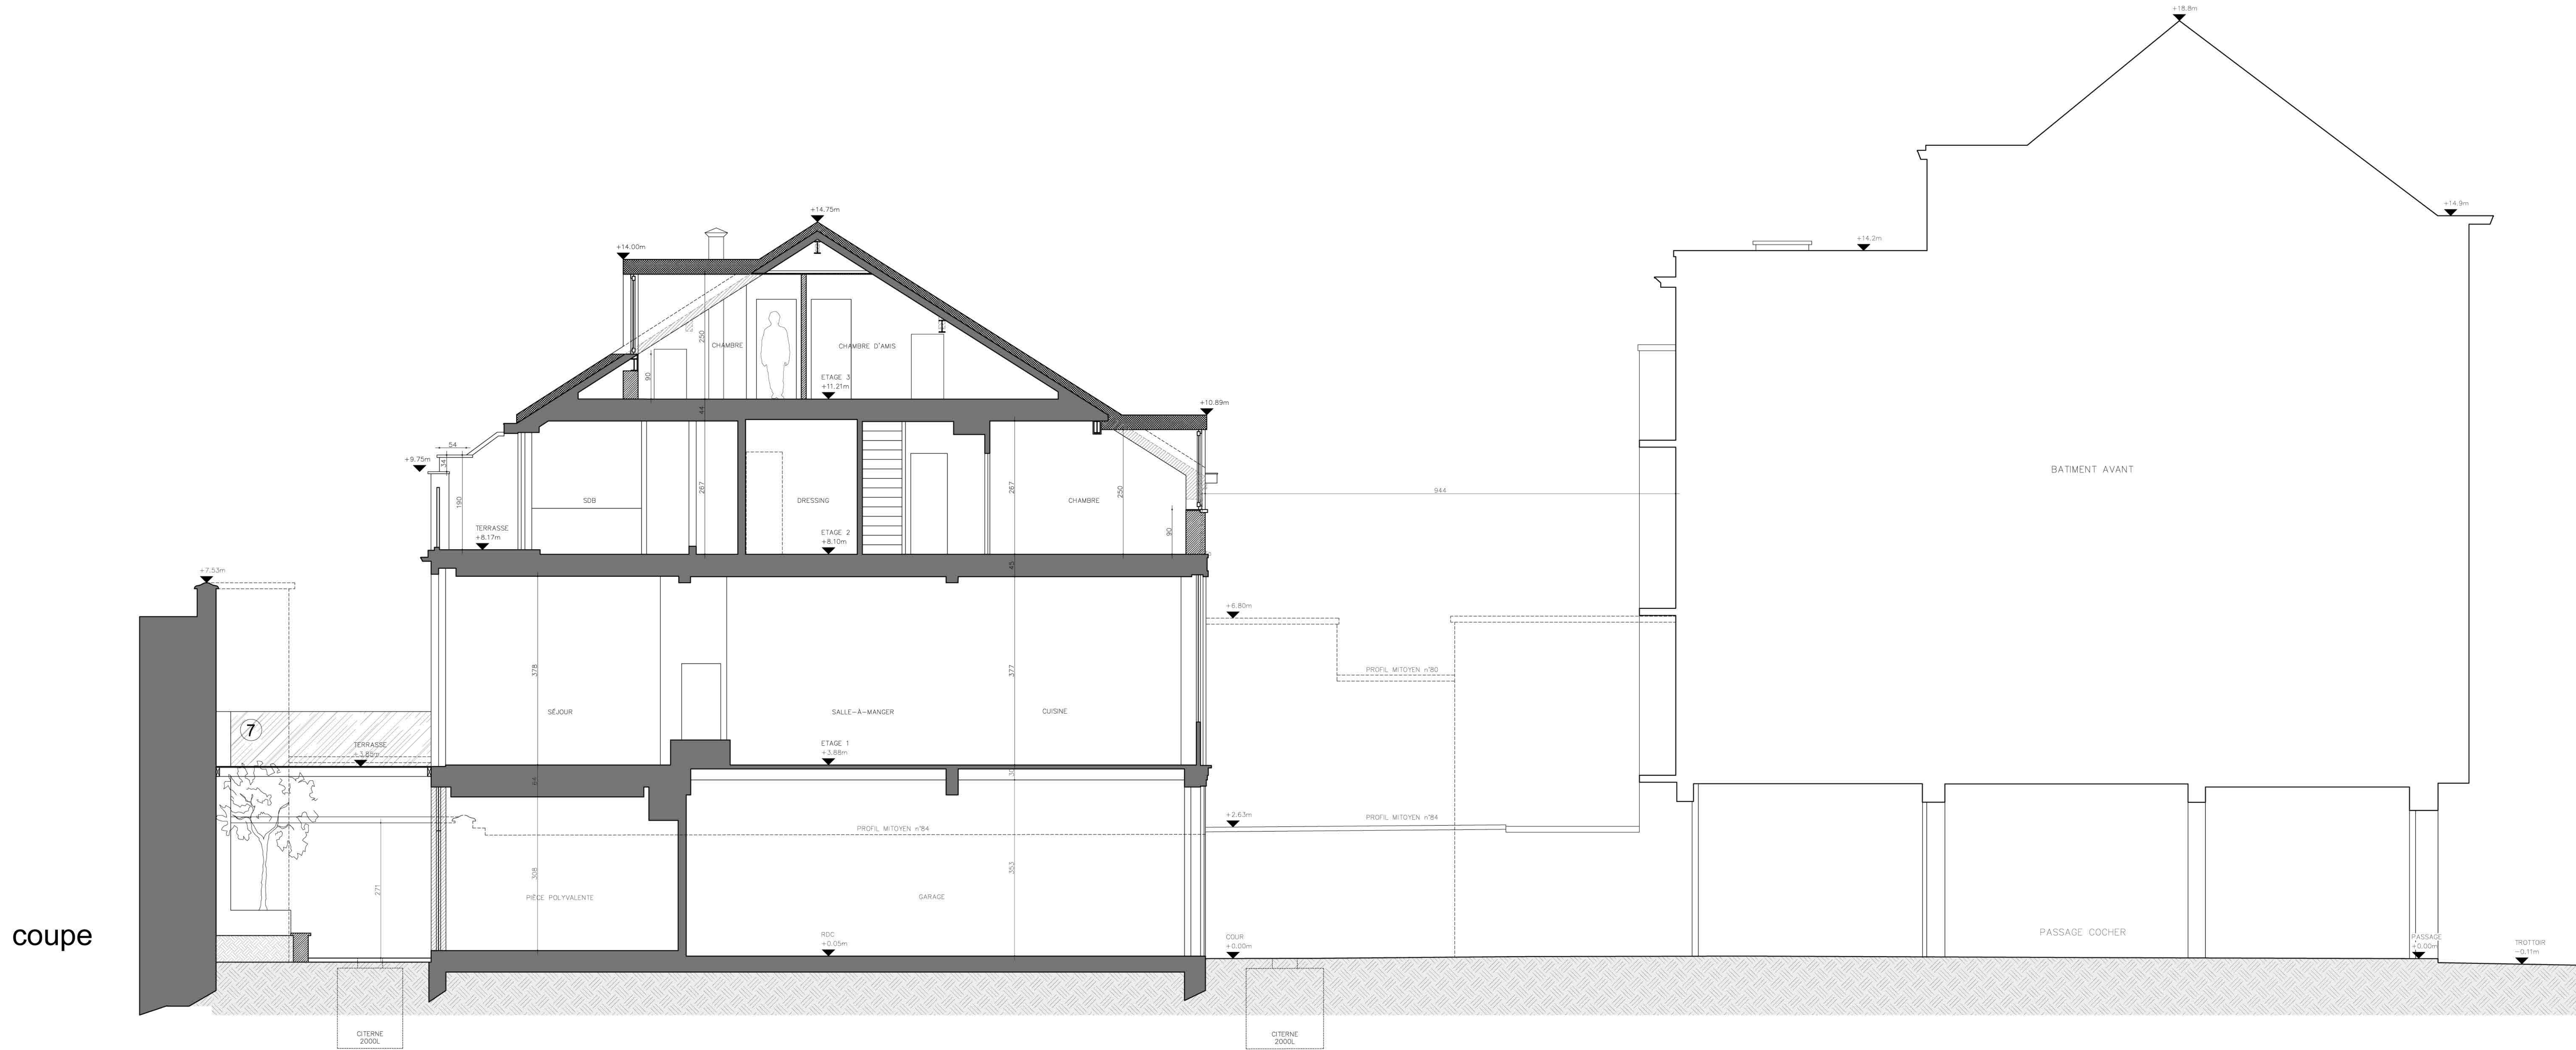 +18.8m
+14.9m
+14.75m
+14.2m
+14.00m
250
CHAMBRE
CHAMBRE D'AMIS
90
ETAGE 3
+11.21m
44
+10.89m
54
34
+9.75m
190
267
267
250
944
BATIMENT AVANT
SDB
DRESSING
CHAMBRE
90
TERRASSE
+8.17m
ETAGE 2
+8.10m
45
+7.53m
+6.80m
378
377
PROFIL MITOYEN n°80
SÉJOUR
SALLE-À-MANGER
CUISINE
7
TERRASSE
+3.85m
ETAGE 1
+3.88m
+2.63m
PROFIL MITOYEN n°84
PROFIL MITOYEN n°84
271
308
353
PIÈCE POLYVALENTE
GARAGE
coupe
RDC
+0.05m
COUR
+0.00m
PASSAGE COCHER
PASSAGE
+0.00m
TROTTOIR
-0.11m
CITERNE
2000L
CITERNE
2000L